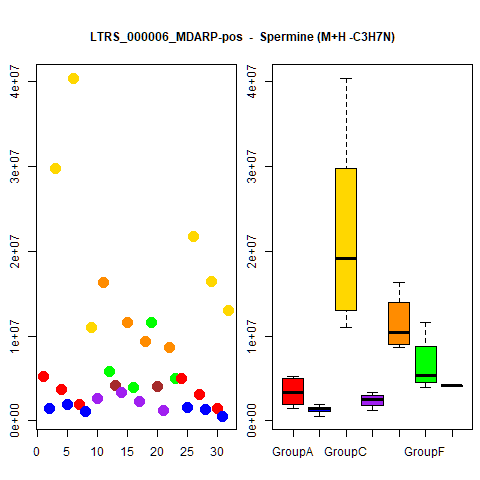 LTRS_000006_MDARP-pos - Spermine (M+H -C3H7N)
4e+07
3e+07
2e+07
1e+07
0e+00
0 5 10 15 20 25 30
4e+07
3e+07
2e+07
1e+07
0e+00
GroupA GroupC GroupF